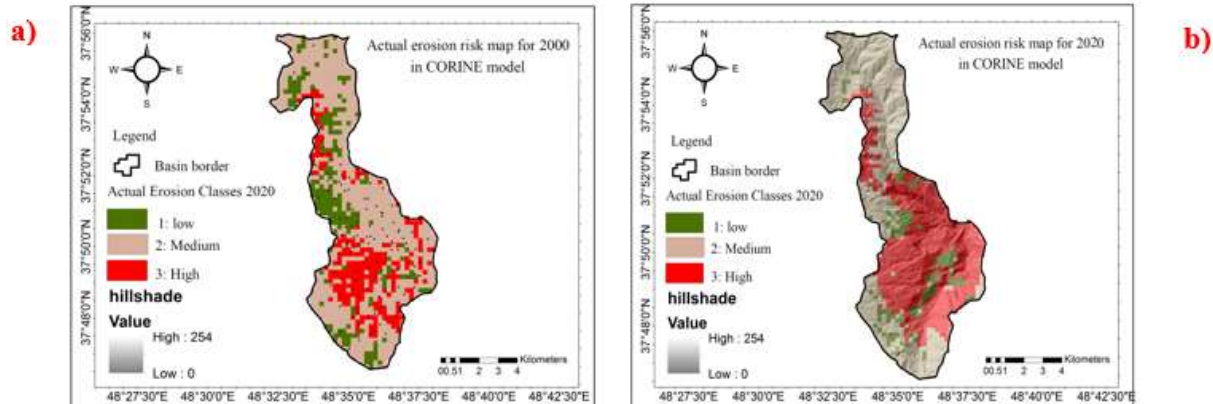 a)
Actual erosion risk map for 2000
in CORINE model
N
W E
S
Legend
Basin border
Actual Erosion Classes 2020
1: low
2: Medium
3: High
hillshade
Value
High : 254
Low : 0
Kilometers
00.51 1 2 3 4
37°56'0"N
37°54'0"N
37°52'0"N
37°50'0"N
37°48'0"N
48°27'30"E 48°30'0"E 48°32'30"E 48°35'0"E 48°37'30"E 48°40'0"E 48°42'30"E
b)
Actual erosion risk map for 2020
in CORINE model
N
W E
S
Legend
Basin border
Actual Erosion Classes 2020
1: low
2: Medium
3: High
hillshade
Value
High : 254
Low : 0
Kilometers
00.51 2 3 4
37°56'0"N
37°54'0"N
37°52'0"N
37°50'0"N
37°48'0"N
48°27'30"E 48°30'0"E 48°32'30"E 48°35'0"E 48°37'30"E 48°40'0"E 48°42'30"E